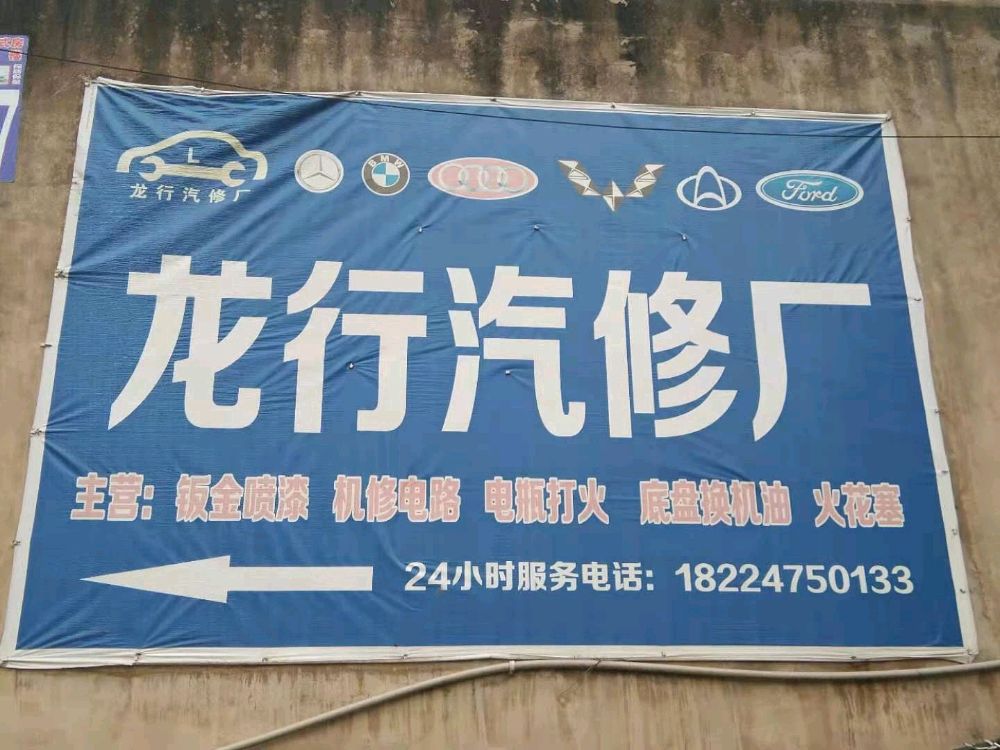 L
龙行汽修厂
BMW
Ford
龙行汽修厂
主营：钣金喷漆 机修电路 电瓶打火 底盘换机油 火花塞
24小时服务电话：18224750133
7